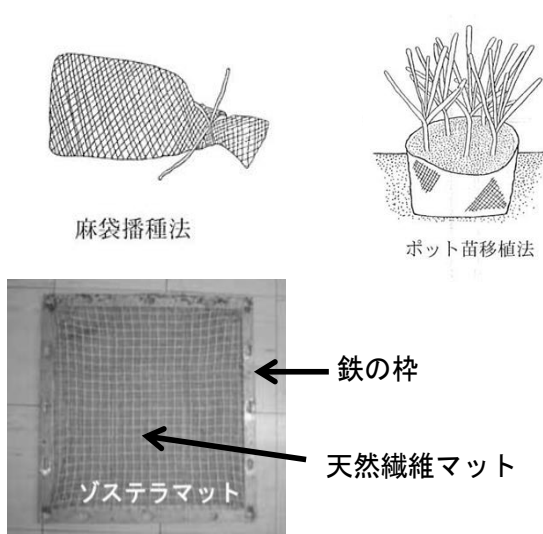 麻袋播種法
ポット苗移植法
鉄の枠
天然繊維マット
ゾステラマット